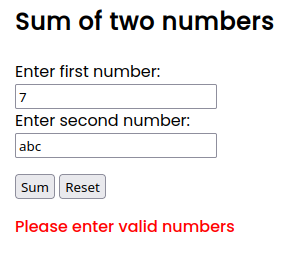 Sum of two numbers
Enter first number:
7
Enter second number:
abc
Sum Reset
Please enter valid numbers